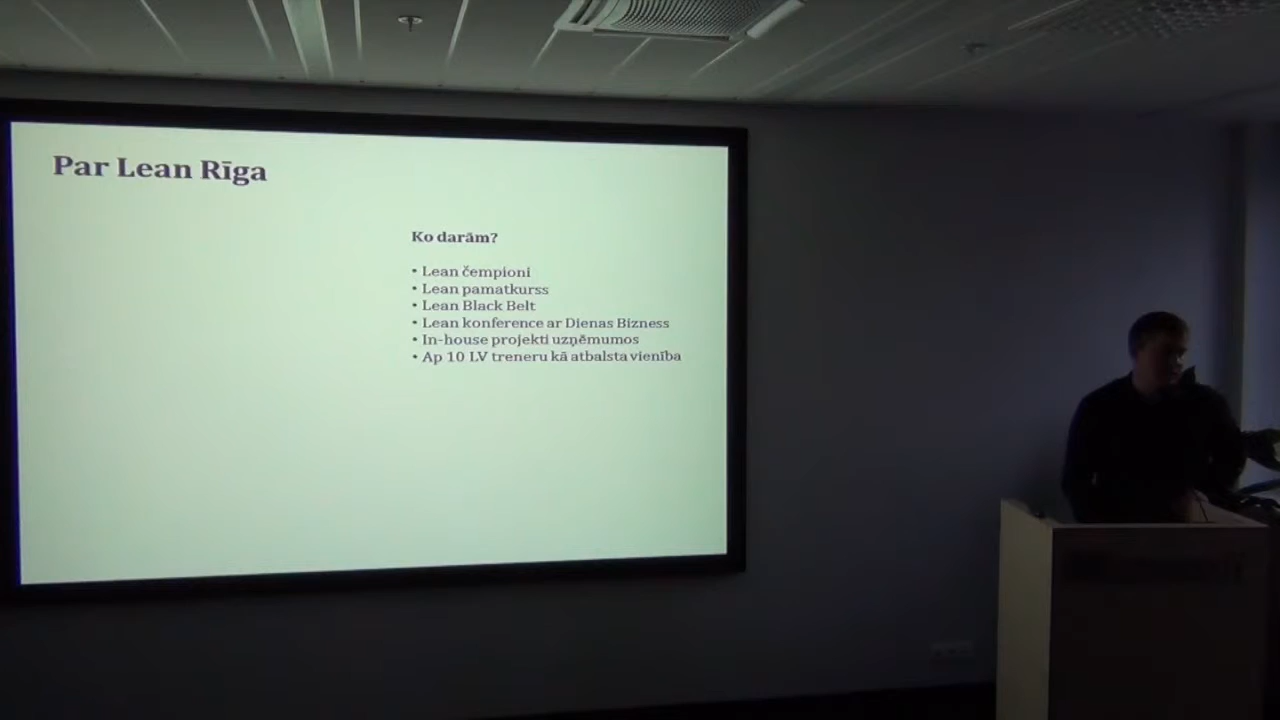 Par Lean Rīga
Ko darām?
• Lean čempioni
• Lean pamatkurss
• Lean Black Belt
• Lean konference ar Dienas Bizness
• In-house projekti uzņēmumos
• Ap 10 LV treneru kā atbalsta vienība